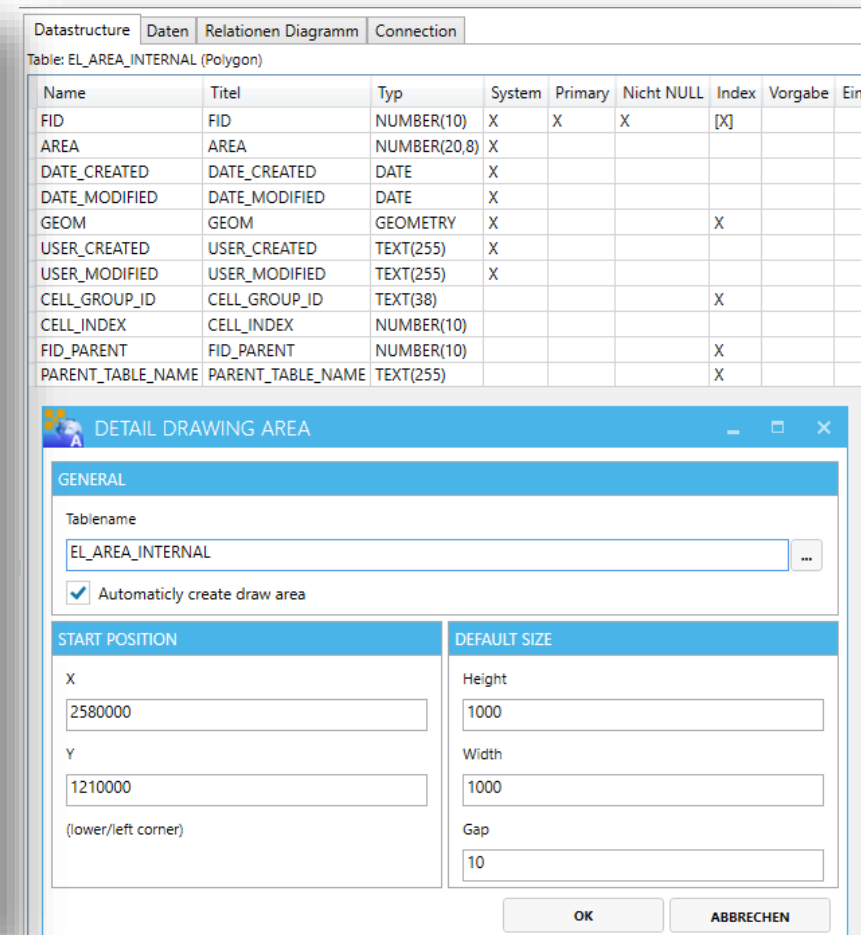 Datastructure Daten Relationen Diagramm Connection
Table: EL_AREA_INTERNAL (Polygon)
Name Titel Typ System Primary Nicht NULL Index Vorgabe Ein
FID FID NUMBER(10) X X X [X]
AREA AREA NUMBER(20,8) X
DATE_CREATED DATE_CREATED DATE X
DATE_MODIFIED DATE_MODIFIED DATE X
GEOM GEOM GEOMETRY X X
USER_CREATED USER_CREATED TEXT(255) X
USER_MODIFIED USER_MODIFIED TEXT(255) X
CELL_GROUP_ID CELL_GROUP_ID TEXT(38) X
CELL_INDEX CELL_INDEX NUMBER(10)
FID_PARENT FID_PARENT NUMBER(10) X
PARENT_TABLE_NAME PARENT_TABLE_NAME TEXT(255) X
A DETAIL DRAWING AREA
GENERAL
Tablename
EL_AREA_INTERNAL ...
Automaticly create draw area
START POSITION
X
2580000
Y
1210000
(lower/left corner)
DEFAULT SIZE
Height
1000
Width
1000
Gap
10
OK ABBRECHEN